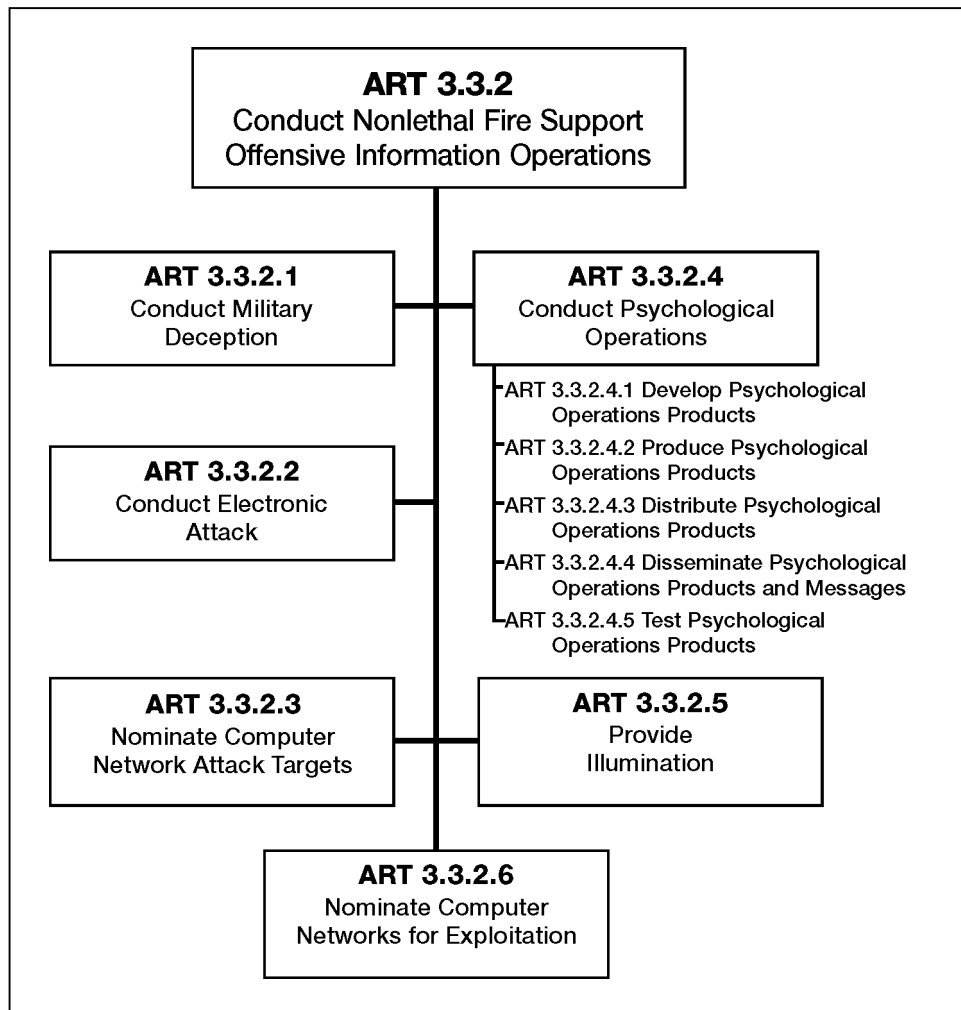 ART 3.3.2
Conduct Nonlethal Fire Support
Offensive Information Operations
ART 3.3.2.1
Conduct Military
Deception
ART 3.3.2.4
Conduct Psychological
Operations
ART 3.3.2.4.1 Develop Psychological
Operations Products
ART 3.3.2.4.2 Produce Psychological
Operations Products
ART 3.3.2.4.3 Distribute Psychological
Operations Products
ART 3.3.2.4.4 Disseminate Psychological
Operations Products and Messages
ART 3.3.2.4.5 Test Psychological
Operations Products
ART 3.3.2.2
Conduct Electronic
Attack
ART 3.3.2.3
Nominate Computer
Network Attack Targets
ART 3.3.2.5
Provide
Illumination
ART 3.3.2.6
Nominate Computer
Networks for Exploitation